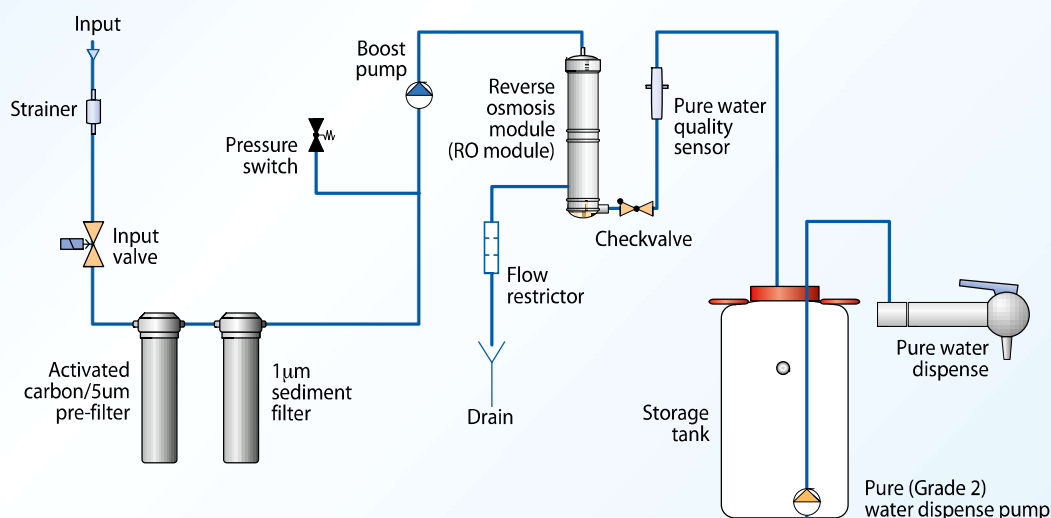 Input
Strainer
Input
valve
Activated
carbon/5um
pre-filter
1μm
sediment
filter
Pressure
switch
Boost
pump
Reverse
osmosis
module
(RO module)
Flow
restrictor
Drain
Checkvalve
Pure water
quality
sensor
Storage
tank
Pure water
dispense
Pure (Grade 2)
water dispense pump